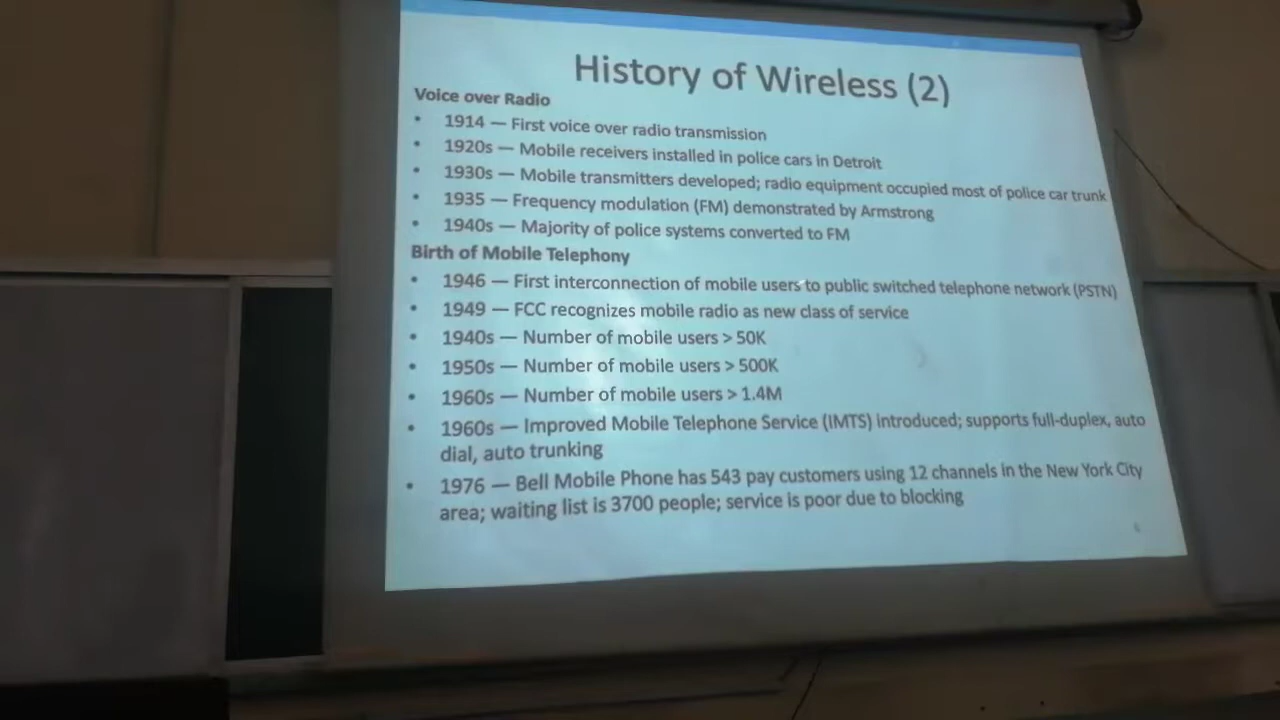 History of Wireless (2)
Voice over Radio
• 1914 — First voice over radio transmission
• 1920s — Mobile receivers installed in police cars in Detroit
• 1930s — Mobile transmitters developed; radio equipment occupied most of police car trunk
• 1935 — Frequency modulation (FM) demonstrated by Armstrong
• 1940s — Majority of police systems converted to FM
Birth of Mobile Telephony
• 1946 — First interconnection of mobile users to public switched telephone network (PSTN)
• 1949 — FCC recognizes mobile radio as new class of service
• 1940s — Number of mobile users > 50K
• 1950s — Number of mobile users > 500K
• 1960s — Number of mobile users > 1.4M
• 1960s — Improved Mobile Telephone Service (IMTS) introduced; supports full-duplex, auto
dial, auto trunking
• 1976 — Bell Mobile Phone has 543 pay customers using 12 channels in the New York City
area; waiting list is 3700 people; service is poor due to blocking